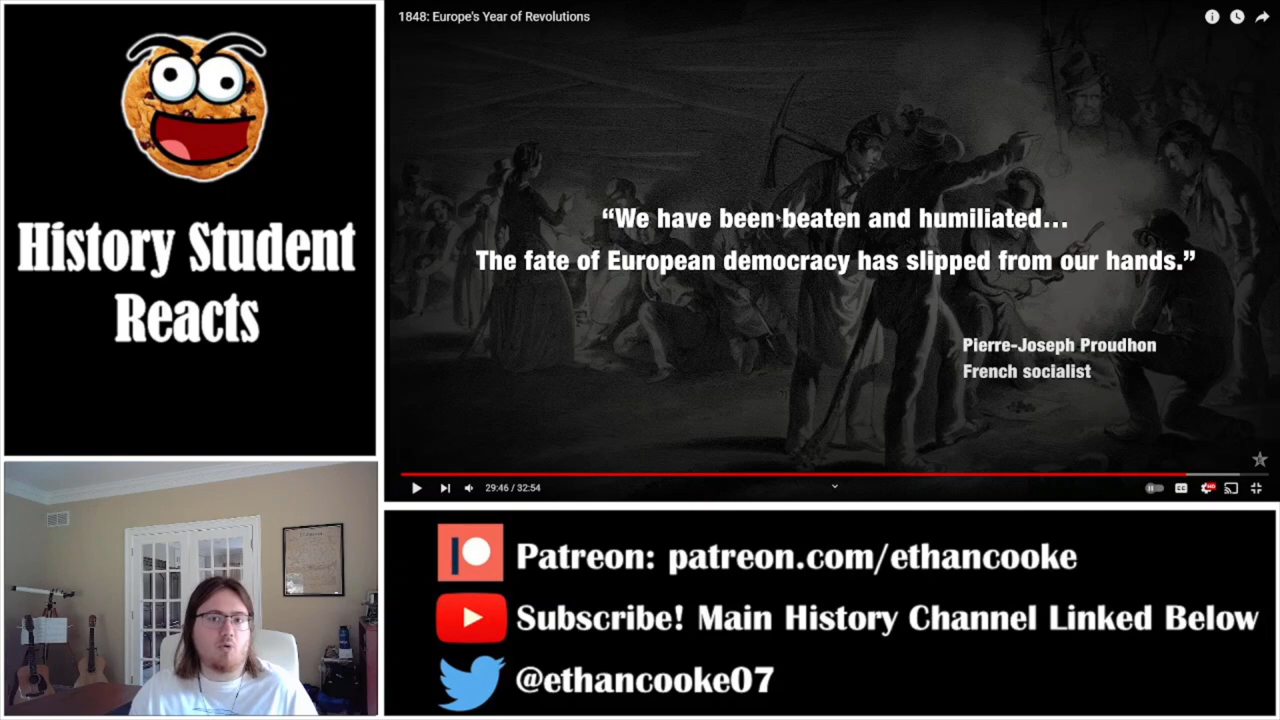 History Student
Reacts
1848: Europe's Year of Revolutions
“We have been beaten and humiliated…
The fate of European democracy has slipped from our hands.”
Pierre-Joseph Proudhon
French socialist
29:46 / 32:54
CC
HD
Patreon: patreon.com/ethancooke
Subscribe! Main History Channel Linked Below
@ethancooke07